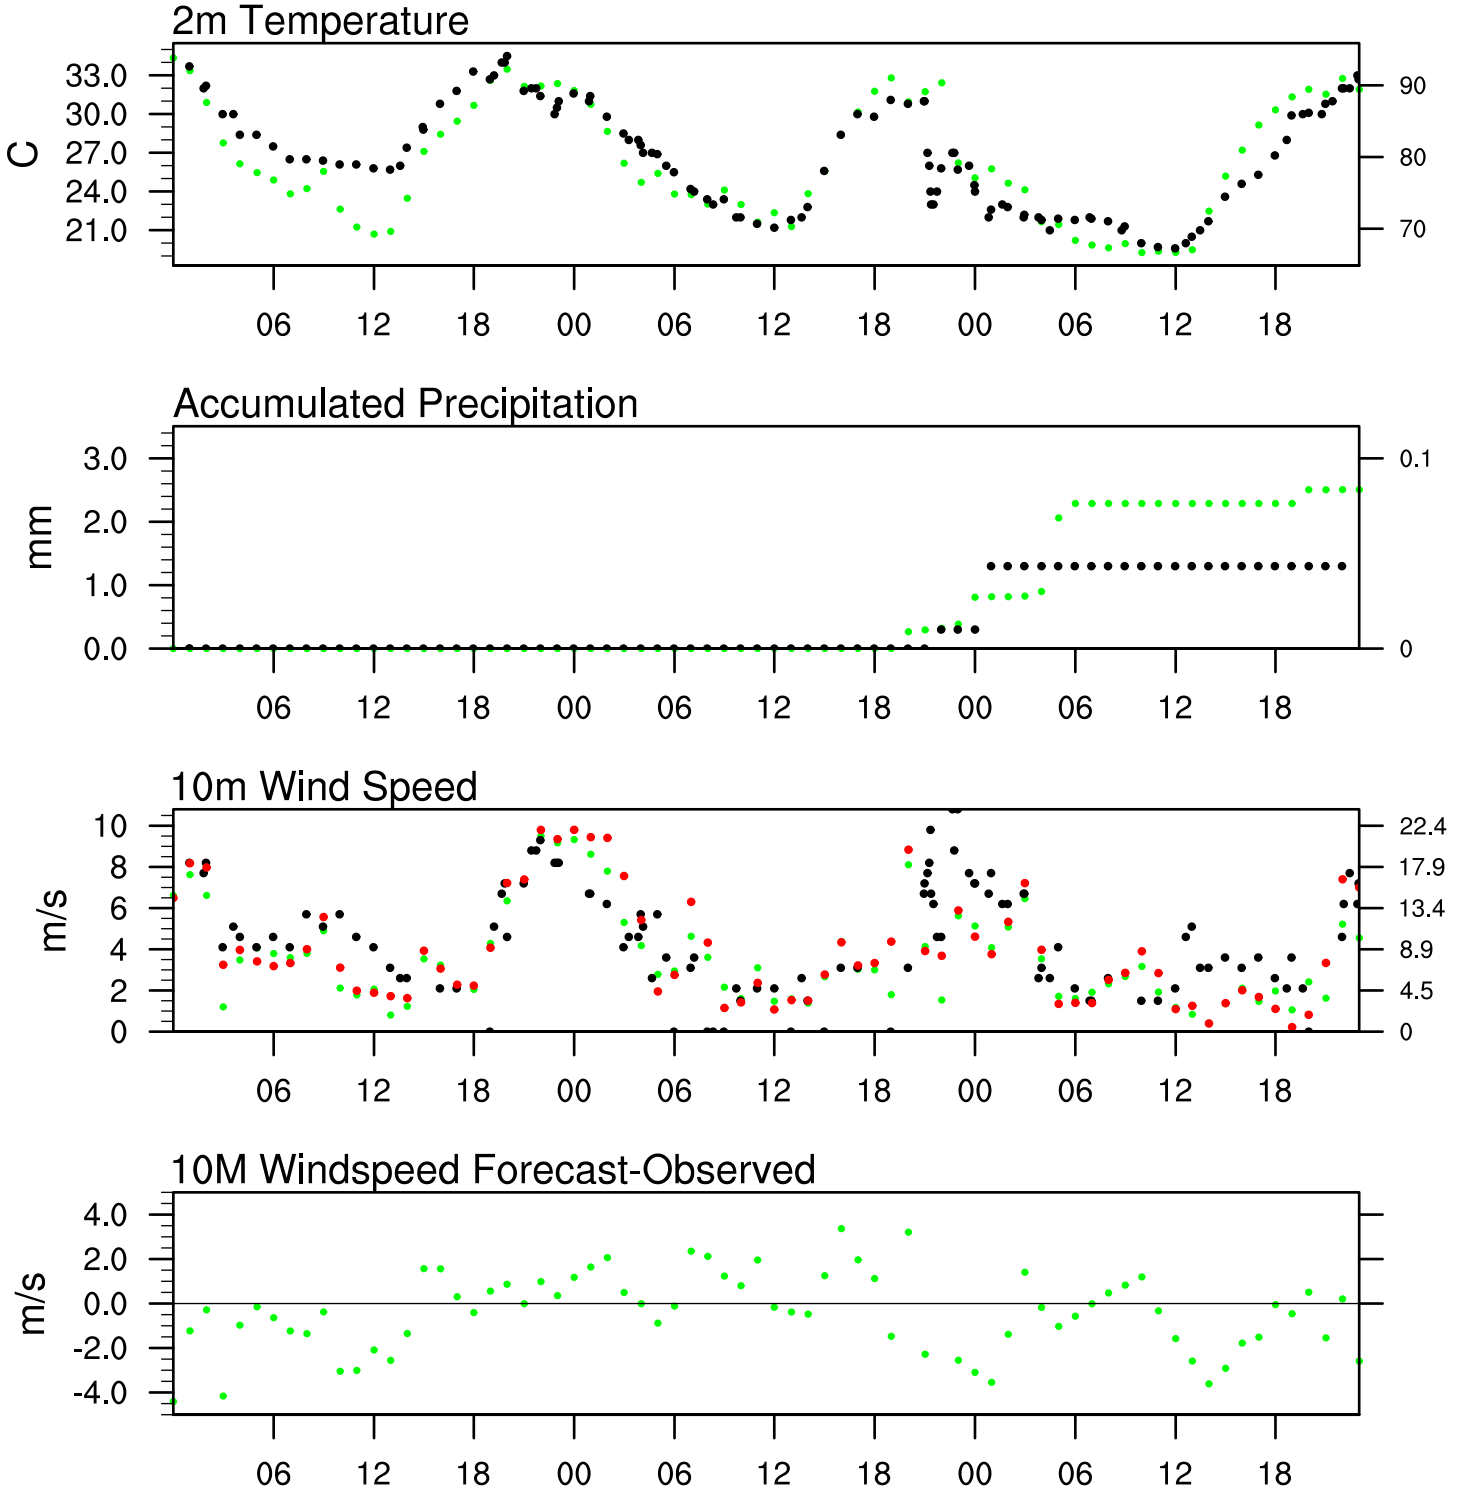 2m Temperature
33.0
30.0
27.0
24.0
21.0
C
90
80
70
06 12 18 00 06 12 18 00 06 12 18
Accumulated Precipitation
3.0
2.0
1.0
0.0
mm
0.1
0
06 12 18 00 06 12 18 00 06 12 18
10m Wind Speed
10
8
6
4
2
0
m/s
22.4
17.9
13.4
8.9
4.5
0
06 12 18 00 06 12 18 00 06 12 18
10M Windspeed Forecast-Observed
4.0
2.0
0.0
-2.0
-4.0
m/s
06 12 18 00 06 12 18 00 06 12 18